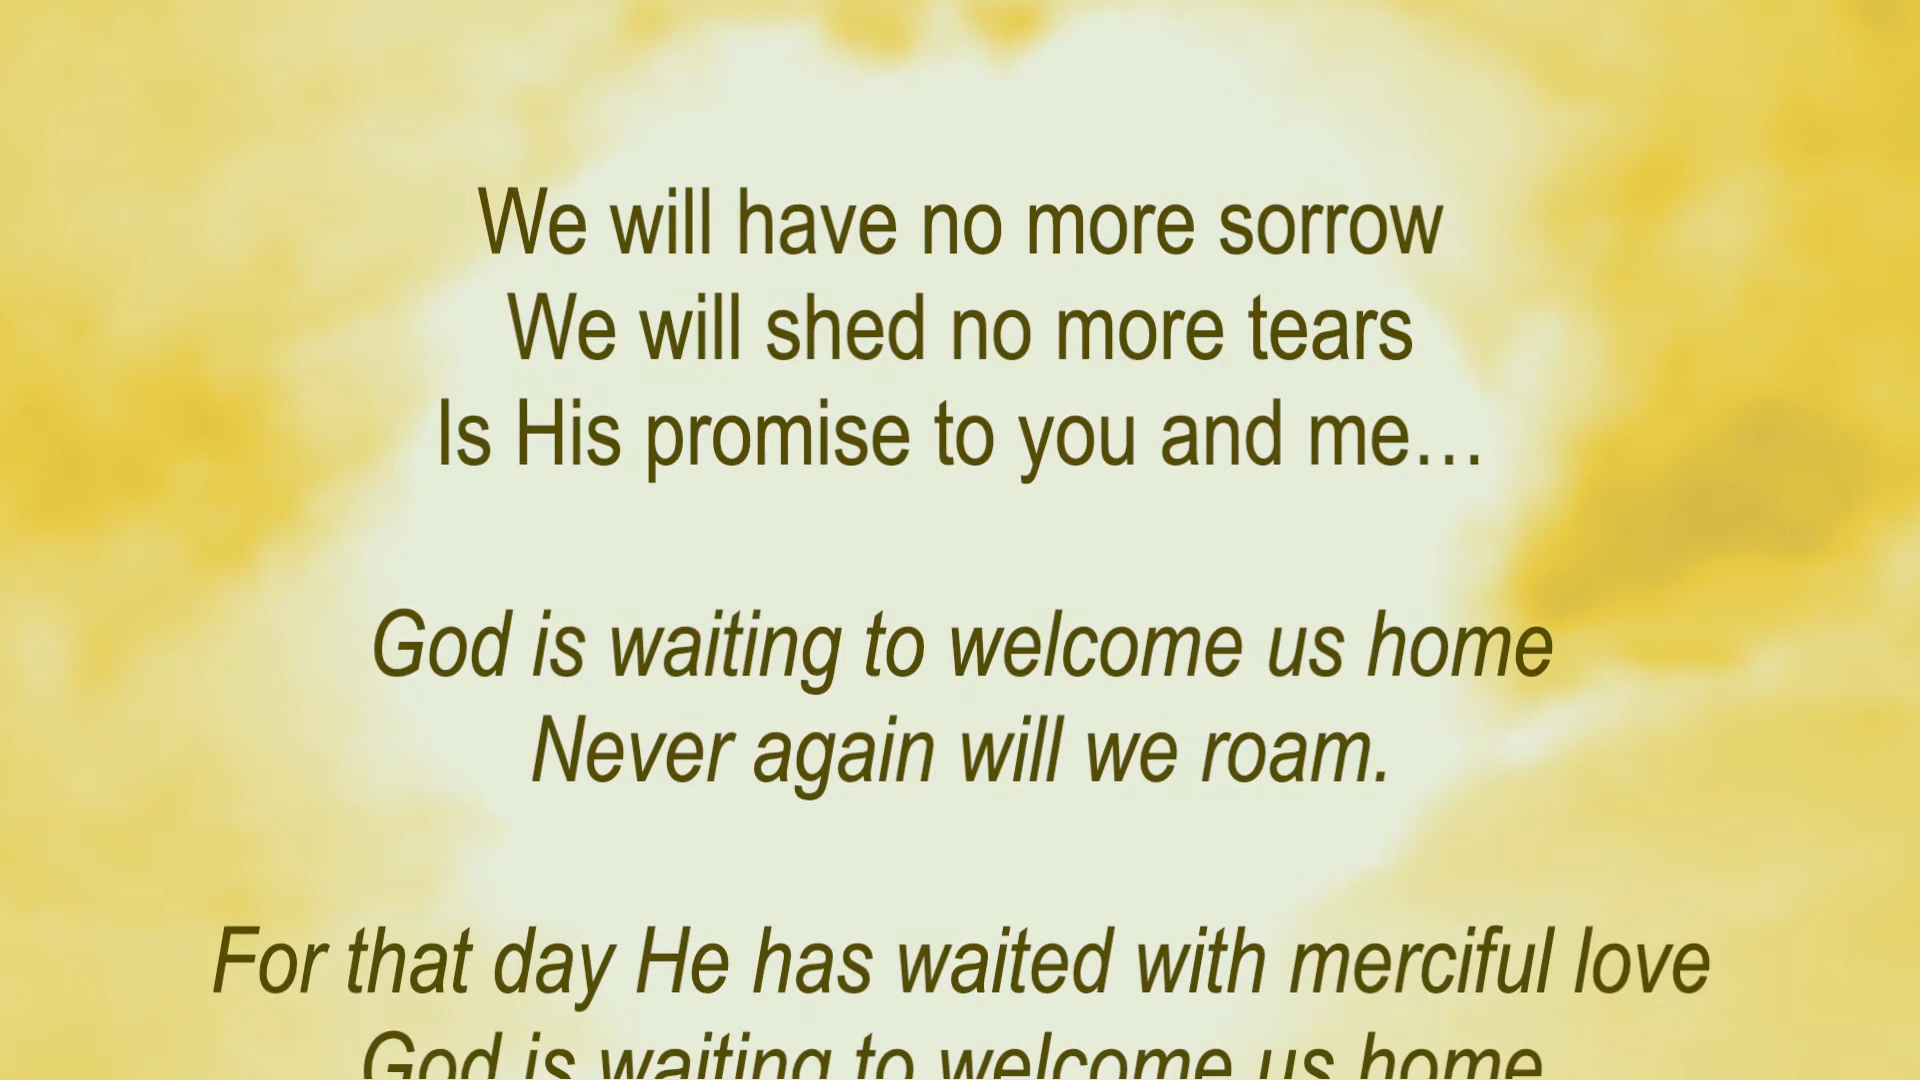 We will have no more sorrow
We will shed no more tears
Is His promise to you and me…
God is waiting to welcome us home
Never again will we roam.
For that day He has waited with merciful love
God is waiting to welcome us home